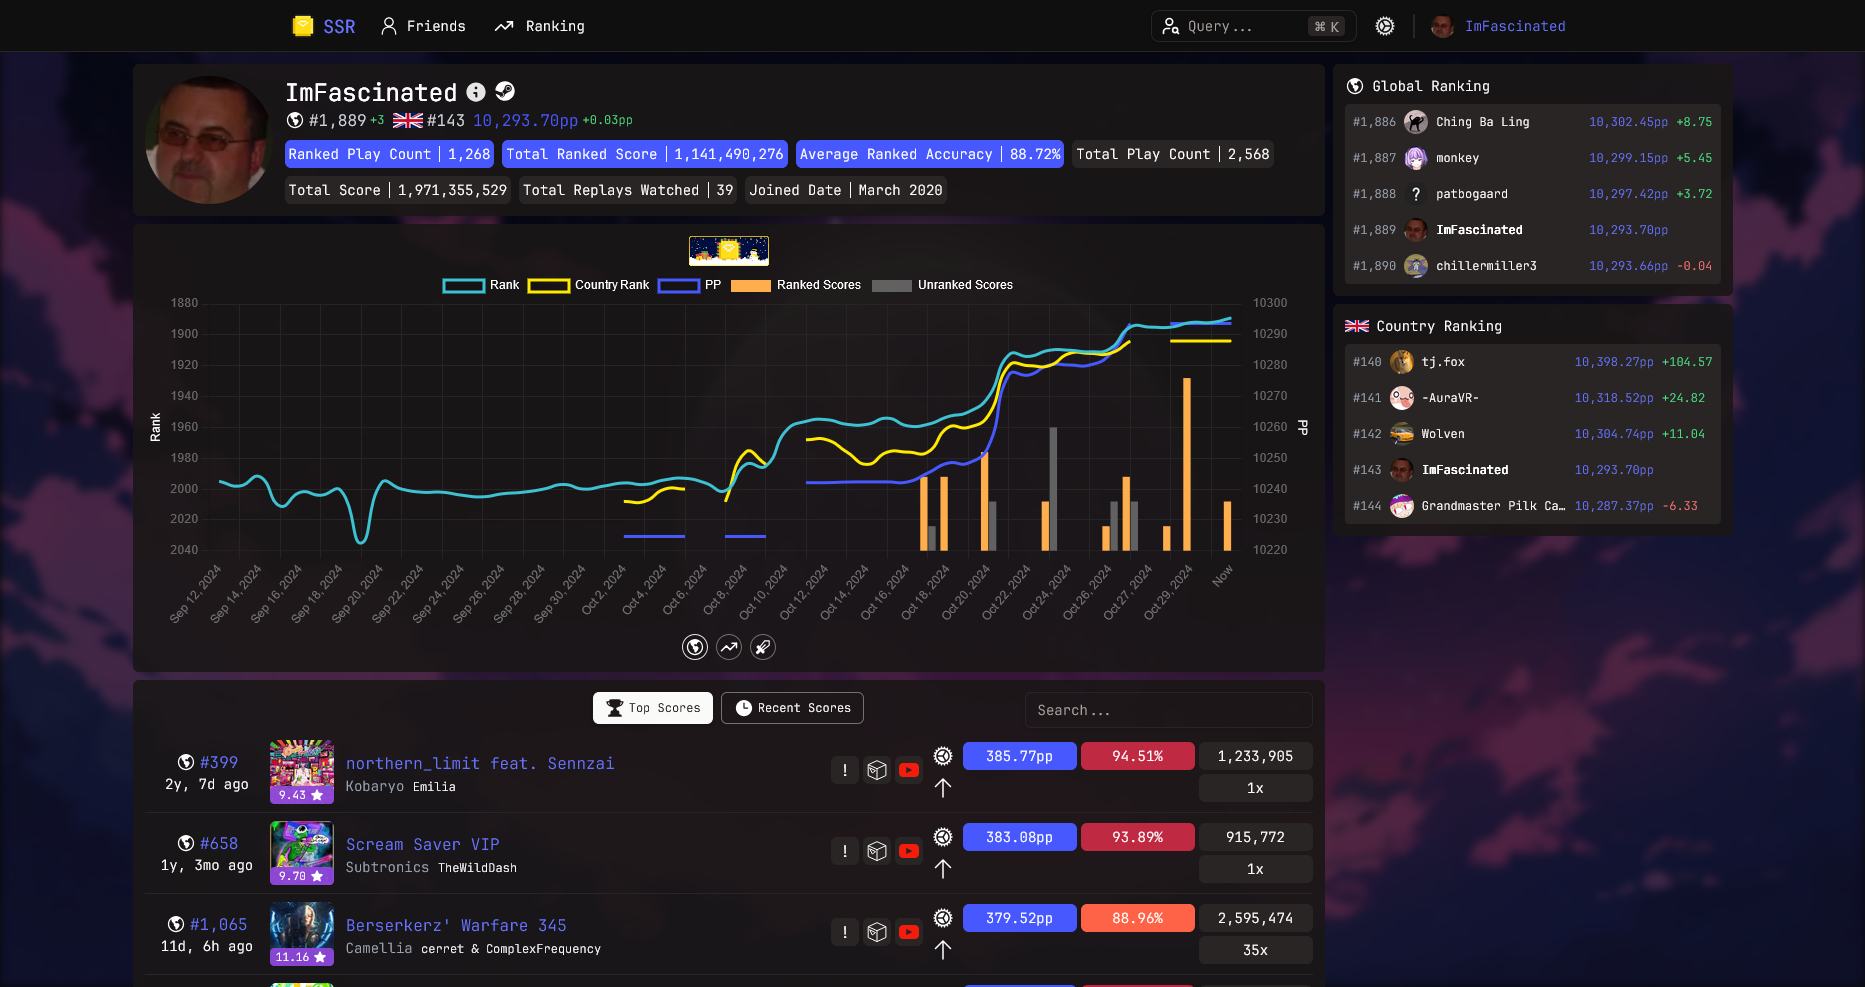 SSR Friends Ranking Query... ⌘ K ImFascinated
ImFascinated
#1,889 +3 #143 10,293.70pp +0.03pp
Ranked Play Count | 1,268 Total Ranked Score | 1,141,490,276 Average Ranked Accuracy | 88.72% Total Play Count | 2,568
Total Score | 1,971,355,529 Total Replays Watched | 39 Joined Date | March 2020
Rank Country Rank PP Ranked Scores Unranked Scores
Rank
1880
1900
1920
1940
1960
1980
2000
2020
2040
10300
10290
10280
10270
10260
10250
10240
10230
10220
PP
Sep 12, 2024
Sep 14, 2024
Sep 16, 2024
Sep 18, 2024
Sep 20, 2024
Sep 22, 2024
Sep 24, 2024
Sep 26, 2024
Sep 28, 2024
Sep 30, 2024
Oct 2, 2024
Oct 4, 2024
Oct 6, 2024
Oct 8, 2024
Oct 10, 2024
Oct 12, 2024
Oct 14, 2024
Oct 16, 2024
Oct 18, 2024
Oct 20, 2024
Oct 22, 2024
Oct 24, 2024
Oct 26, 2024
Oct 27, 2024
Oct 29, 2024
Now
Top Scores Recent Scores Search...
#399
2y, 7d ago
9.43
northern_limit feat. Sennzai
Kobaryo Emilia
! 385.77pp 94.51% 1,233,905
1x
#658
1y, 3mo ago
9.70
Scream Saver VIP
Subtronics TheWildDash
! 383.08pp 93.89% 915,772
1x
#1,065
11d, 6h ago
11.16
Berserkerz' Warfare 345
Camellia cerret & ComplexFrequency
! 379.52pp 88.96% 2,595,474
35x
Global Ranking
#1,886 Ching Ba Ling 10,302.45pp +8.75
#1,887 monkey 10,299.15pp +5.45
#1,888 ? patbogaard 10,297.42pp +3.72
#1,889 ImFascinated 10,293.70pp
#1,890 chillermiller3 10,293.66pp -0.04
Country Ranking
#140 tj.fox 10,398.27pp +104.57
#141 -AuraVR- 10,318.52pp +24.82
#142 Wolven 10,304.74pp +11.04
#143 ImFascinated 10,293.70pp
#144 Grandmaster Pilk Ca… 10,287.37pp -6.33